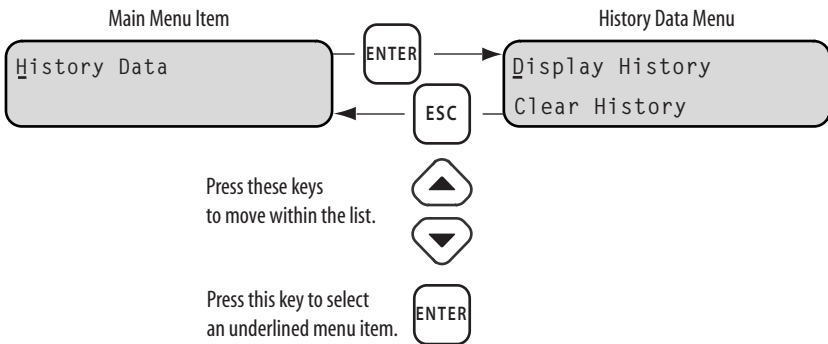 Main Menu Item
History Data Menu
History Data
ENTER
Display History
Clear History
ESC
Press these keys
to move within the list.
Press this key to select
an underlined menu item.
ENTER